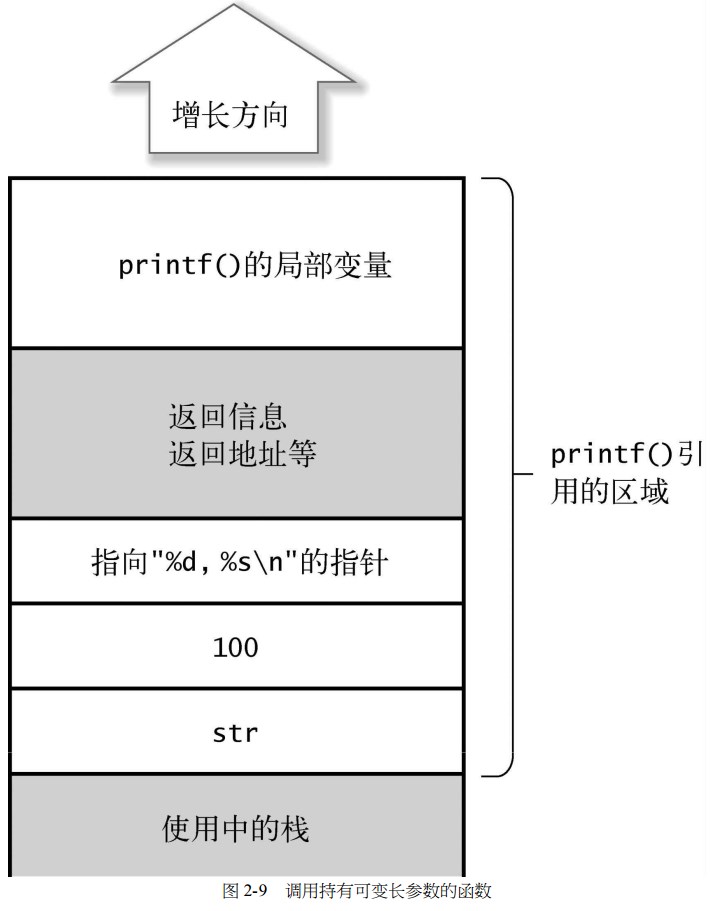 增长方向
printf()的局部变量
返回信息
返回地址等
printf()引
用的区域
指向"%d, %s\n"的指针
100
str
使用中的栈
图 2-9 调用持有可变长参数的函数